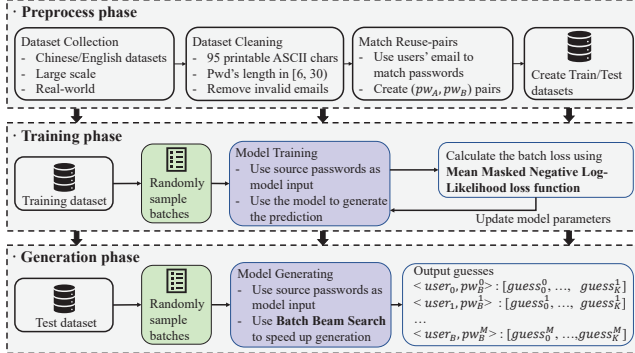 · Preprocess phase
Dataset Collection
- Chinese/English datasets
- Large scale
- Real-world
Dataset Cleaning
- 95 printable ASCII chars
- Pwd's length in [6, 30)
- Remove invalid emails
Match Reuse-pairs
- Use users' email to
match passwords
- Create (pw_A, pw_B) pairs
Create Train/Test
datasets
· Training phase
Training dataset
Randomly
sample
batches
Model Training
- Use source passwords as
model input
- Use the model to generate
the prediction
Calculate the batch loss using
Mean Masked Negative Log-
Likelihood loss function
Update model parameters
· Generation phase
Test dataset
Randomly
sample
batches
Model Generating
- Use source passwords as
model input
- Use Batch Beam Search
to speed up generation
Output guesses
< user_0, pw_B^0 > : [guess_0^0, …, guess_K^1]
< user_1, pw_B^1 > : [guess_0^1, …, guess_K^1]
…
< user_B, pw_B^M > : [guess_0^M, …,guess_K^M]